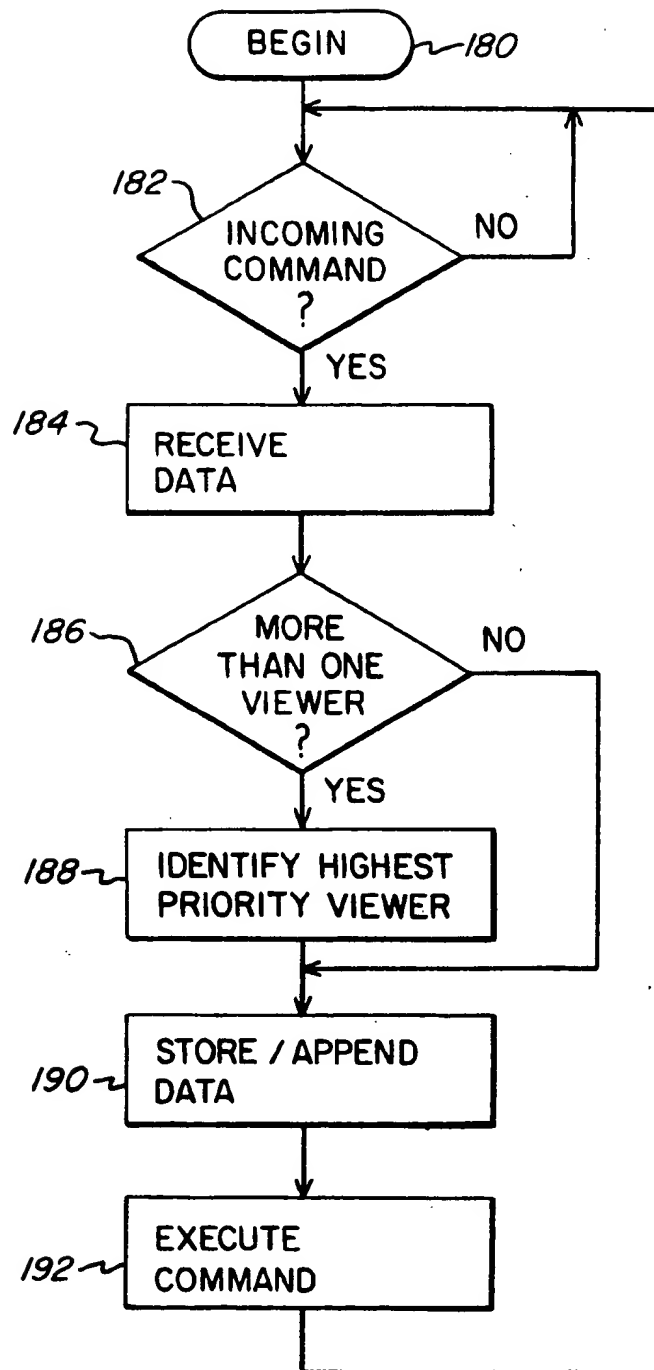 BEGIN
180
182
INCOMING
COMMAND
?
NO
YES
184
RECEIVE
DATA
186
MORE
THAN ONE
VIEWER
?
NO
YES
188
IDENTIFY HIGHEST
PRIORITY VIEWER
190
STORE / APPEND
DATA
192
EXECUTE
COMMAND